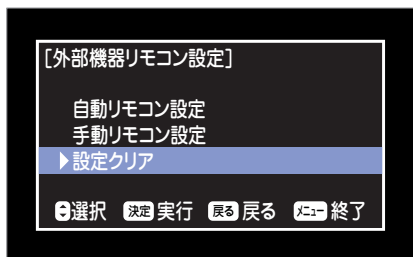 [外部機器リモコン設定]
自動リモコン設定
手動リモコン設定
設定クリア
選択 決定 実行 戻る 戻る メニュー 終了